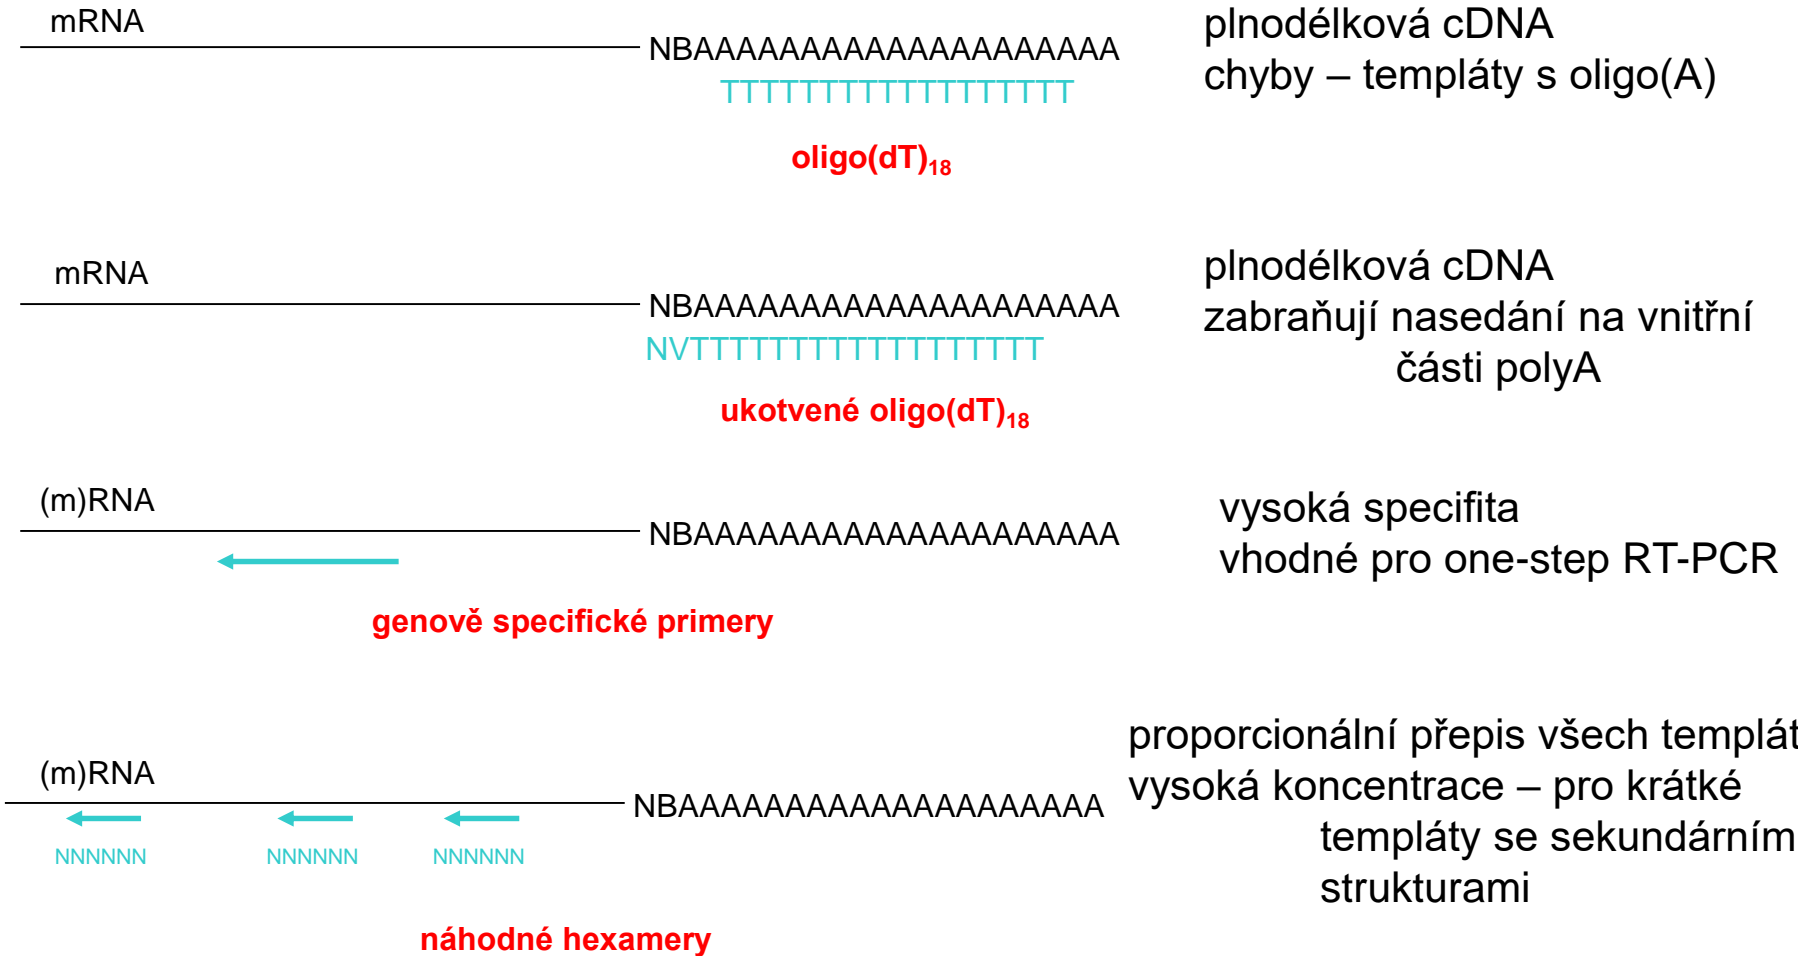 mRNA
NBAAAAAAAAAAAAAAAAAAAA
TTTTTTTTTTTTTTTTTT
oligo(dT)18
plnodélková cDNA
chyby – templáty s oligo(A)
mRNA
NBAAAAAAAAAAAAAAAAAAAA
NVTTTTTTTTTTTTTTTTTT
ukotvené oligo(dT)18
plnodélková cDNA
zabraňují nasedání na vnitřní
části polyA
(m)RNA
NBAAAAAAAAAAAAAAAAAAAA
genově specifické primery
vysoká specifita
vhodné pro one-step RT-PCR
(m)RNA
NBAAAAAAAAAAAAAAAAAAAA
NNNNNN NNNNNN NNNNNN
náhodné hexamery
proporcionální přepis všech templát
vysoká koncentrace – pro krátké
templáty se sekundárním
strukturami